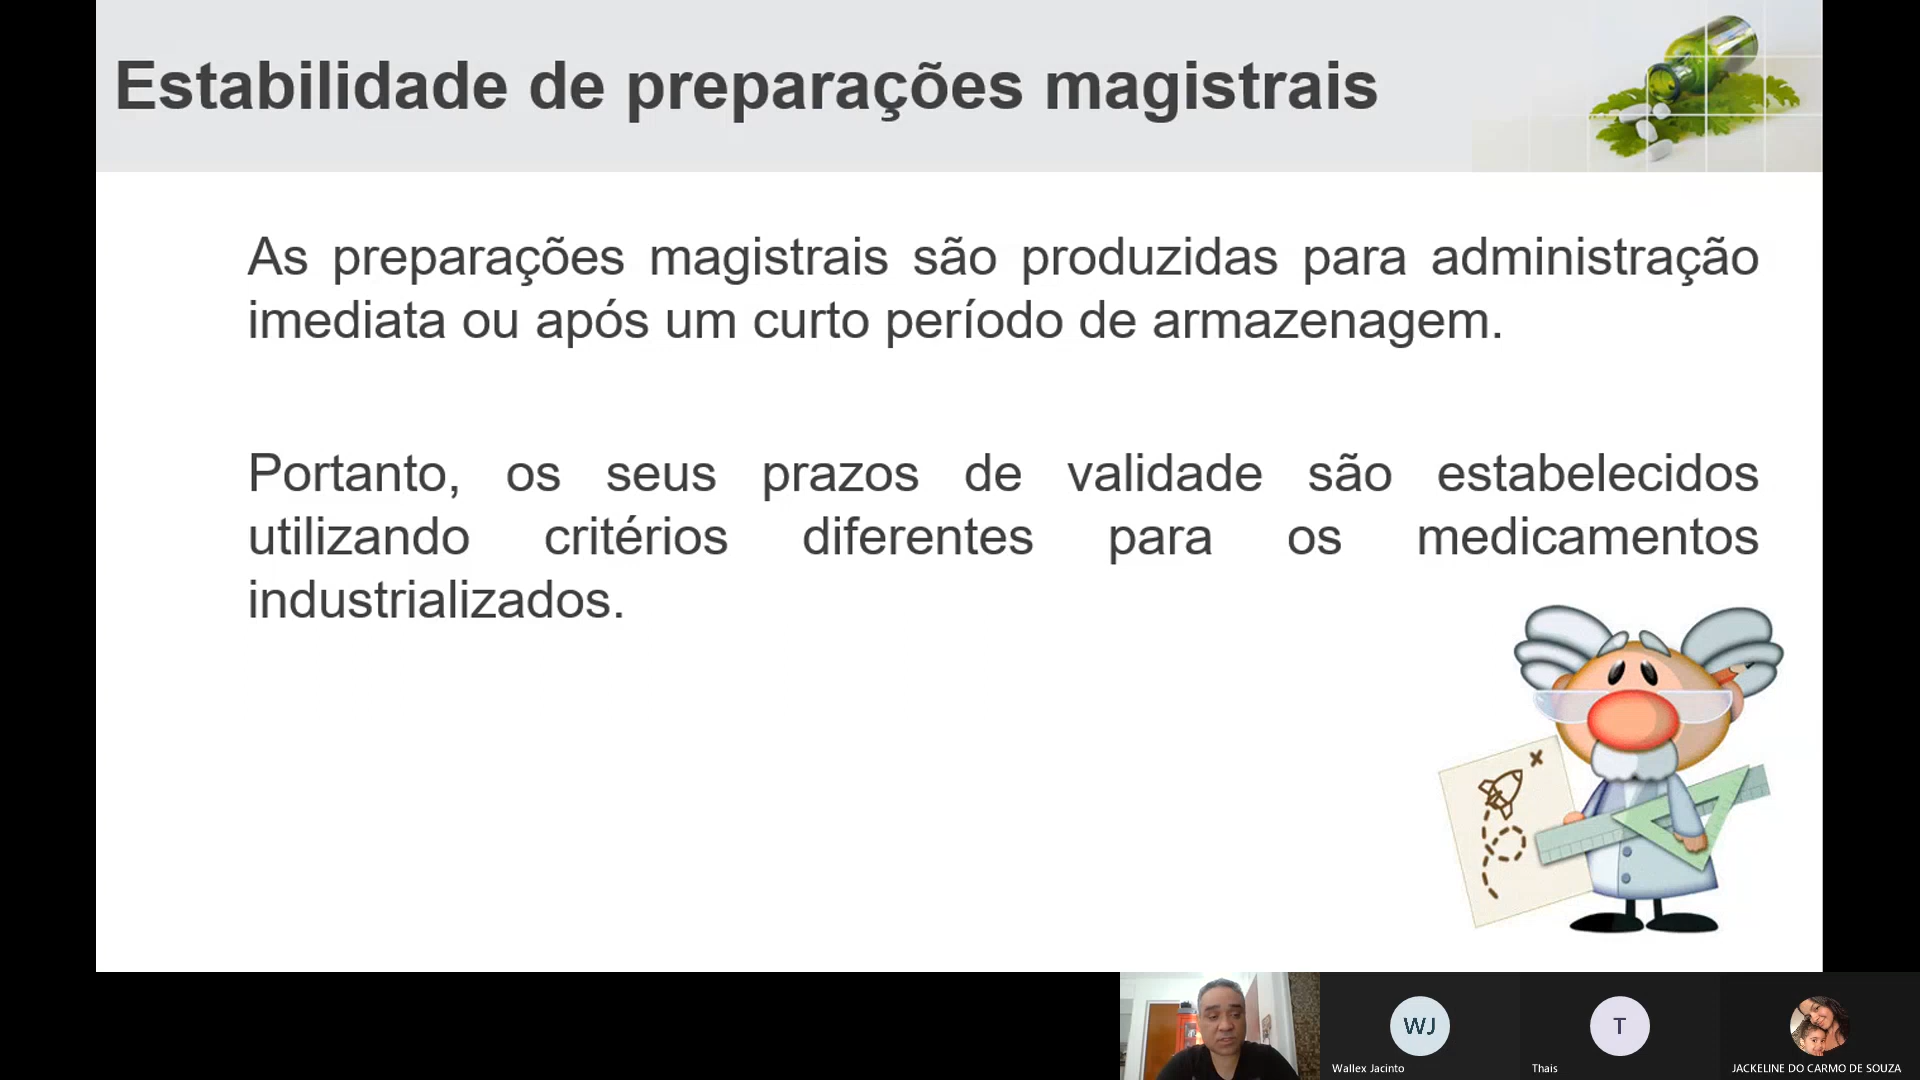 Estabilidade de preparações magistrais
As preparações magistrais são produzidas para administração
imediata ou após um curto período de armazenagem.
Portanto, os seus prazos de validade são estabelecidos
utilizando critérios diferentes para os medicamentos
industrializados.
WJ
T
Wallex Jacinto
Thais
JACKELINE DO CARMO DE SOUZA